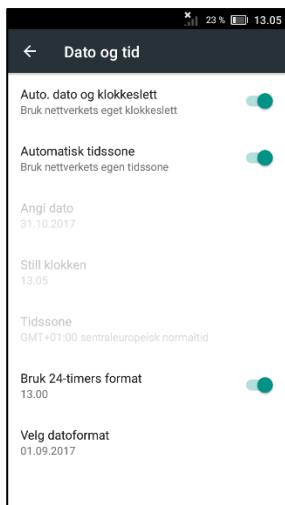 23 % 13.05
Dato og tid
Auto. dato og klokkeslett
Bruk nettverkets eget klokkeslett
Automatisk tidssone
Bruk nettverkets egen tidssone
Angi dato
31.10.2017
Still klokken
13.05
Tidssone
GMT+01:00 sentraleuropeisk normaltid
Bruk 24-timers format
13.00
Velg datoformat
01.09.2017